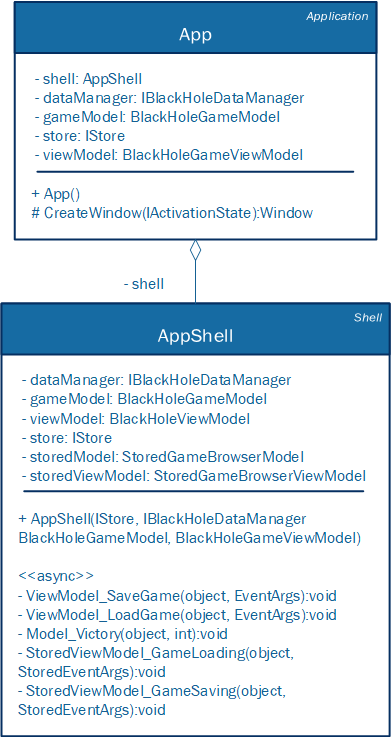 Application
App
- shell: AppShell
- dataManager: IBlackHoleDataManager
- gameModel: BlackHoleGameModel
- store: IStore
- viewModel: BlackHoleGameViewModel
+ App()
# CreateWindow(IActivationState):Window
- shell
Shell
AppShell
- dataManager: IBlackHoleDataManager
- gameModel: BlackHoleGameModel
- viewModel: BlackHoleViewModel
- store: IStore
- storedModel: StoredGameBrowserModel
- storedViewModel: StoredGameBrowserViewModel
+ AppShell(IStore, IBlackHoleDataManager
BlackHoleGameModel, BlackHoleGameViewModel)
<<async>>
- ViewModel_SaveGame(object, EventArgs):void
- ViewModel_LoadGame(object, EventArgs):void
- Model_Victory(object, int):void
- StoredViewModel_GameLoading(object,
StoredEventArgs):void
- StoredViewModel_GameSaving(object,
StoredEventArgs):void